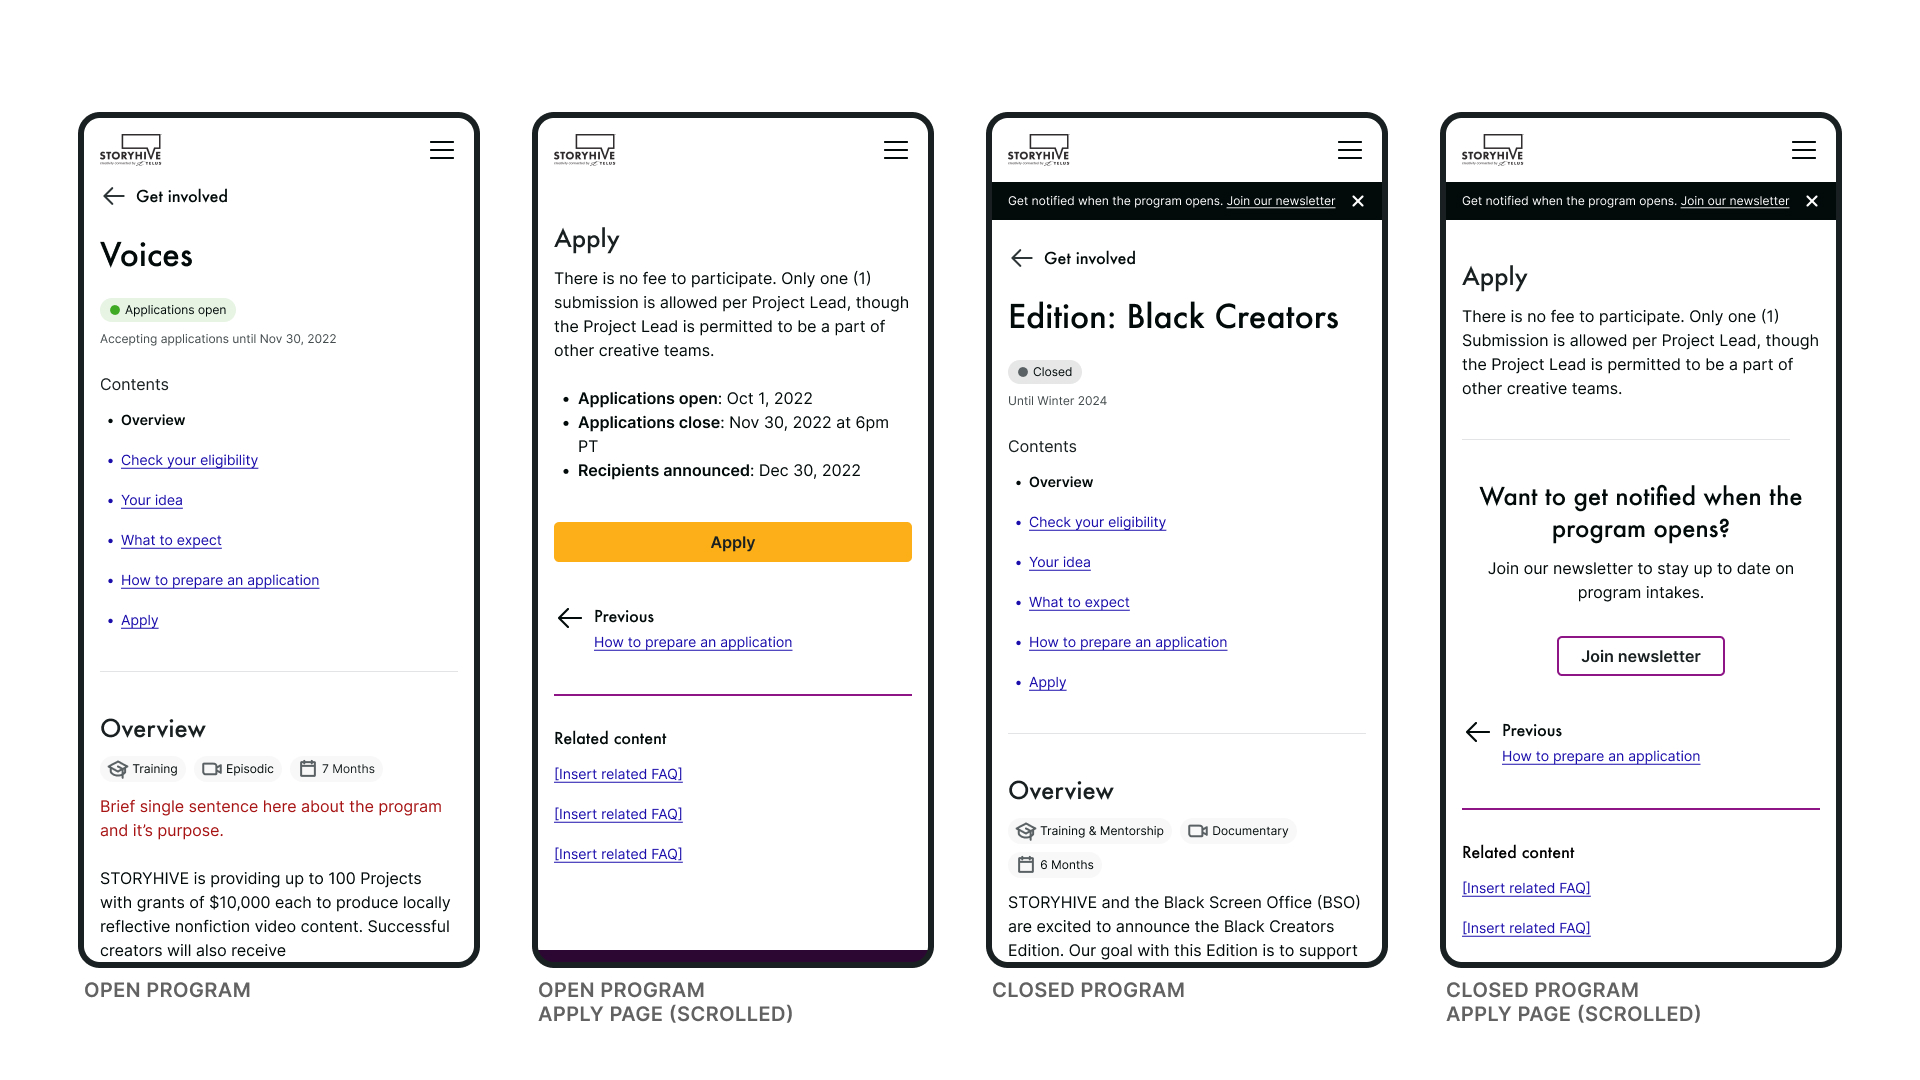 STORYHIVE
Get involved
Voices
Applications open
Accepting applications until Nov 30, 2022
Contents
• Overview
• Check your eligibility
• Your idea
• What to expect
• How to prepare an application
• Apply
Overview
Training Episodic 7 Months
Brief single sentence here about the program
and it’s purpose.
STORYHIVE is providing up to 100 Projects
with grants of $10,000 each to produce locally
reflective nonfiction video content. Successful
creators will also receive
OPEN PROGRAM
STORYHIVE
Apply
There is no fee to participate. Only one (1)
submission is allowed per Project Lead, though
the Project Lead is permitted to be a part of
other creative teams.
• Applications open: Oct 1, 2022
• Applications close: Nov 30, 2022 at 6pm
PT
• Recipients announced: Dec 30, 2022
Apply
Previous
How to prepare an application
Related content
[Insert related FAQ]
[Insert related FAQ]
[Insert related FAQ]
OPEN PROGRAM
APPLY PAGE (SCROLLED)
STORYHIVE
Get notified when the program opens. Join our newsletter
Get involved
Edition: Black Creators
Closed
Until Winter 2024
Contents
• Overview
• Check your eligibility
• Your idea
• What to expect
• How to prepare an application
• Apply
Overview
Training & Mentorship Documentary
6 Months
STORYHIVE and the Black Screen Office (BSO)
are excited to announce the Black Creators
Edition. Our goal with this Edition is to support
CLOSED PROGRAM
STORYHIVE
Get notified when the program opens. Join our newsletter
Apply
There is no fee to participate. Only one (1)
Submission is allowed per Project Lead, though
the Project Lead is permitted to be a part of
other creative teams.
Want to get notified when the
program opens?
Join our newsletter to stay up to date on
program intakes.
Join newsletter
Previous
How to prepare an application
Related content
[Insert related FAQ]
[Insert related FAQ]
CLOSED PROGRAM
APPLY PAGE (SCROLLED)